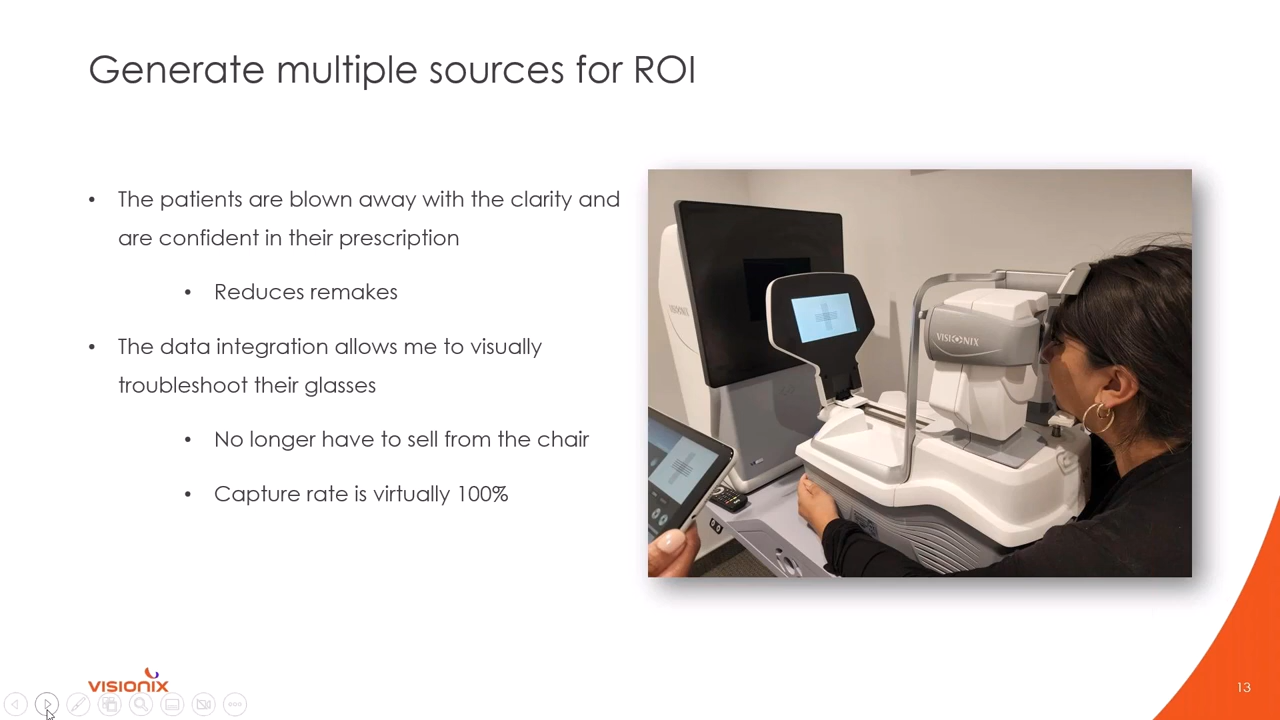 Generate multiple sources for ROI
• The patients are blown away with the clarity and
are confident in their prescription
• Reduces remakes
• The data integration allows me to visually
troubleshoot their glasses
• No longer have to sell from the chair
• Capture rate is virtually 100%
VISIONIX
VISIONIX
VISIONIX
13